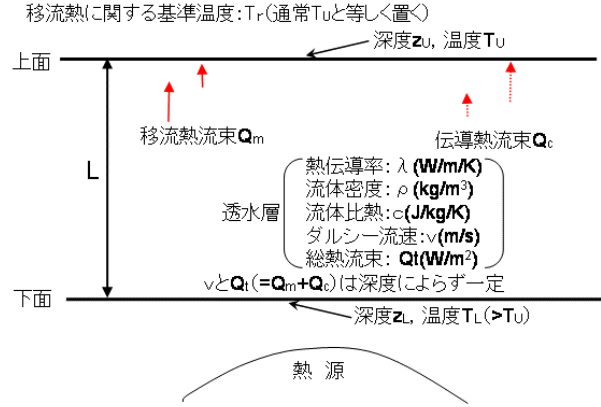 移流熱に関する基準温度:Tr(通常TUと等しく置く)
深度zU, 温度TU
上面
移流熱流束Qm
伝導熱流束Qc
L
熱伝導率: λ(W/m/K)
流体密度: ρ(kg/m³)
透水層
流体比熱:c(J/kg/K)
ダルシー流速:v(m/s)
総熱流束: Qt(W/m²)
vとQt(=Qm+Qc)は深度によらず一定
下面
深度zL, 温度TL(>TU)
熱 源